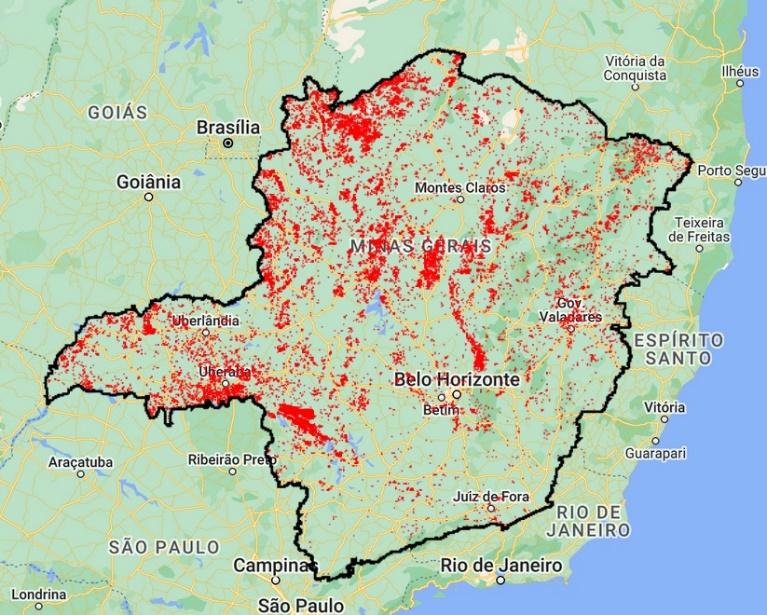 Vitória da
Conquista
Ilhéus
GOIÁS
Brasília
Porto Segu
Goiânia
Montes Claros
Teixeira
de Freitas
MINAS GERAIS
Gov.
Valadares
Uberlândia
ESPÍRITO
SANTO
Uberaba
Belo Horizonte
Betim
Vitória
Guarapari
Araçatuba
Ribeirão Preto
Juiz de Fora
RIO DE
JANEIRO
SÃO PAULO
Campina
Rio de Janeiro
Londrina
São Paulo